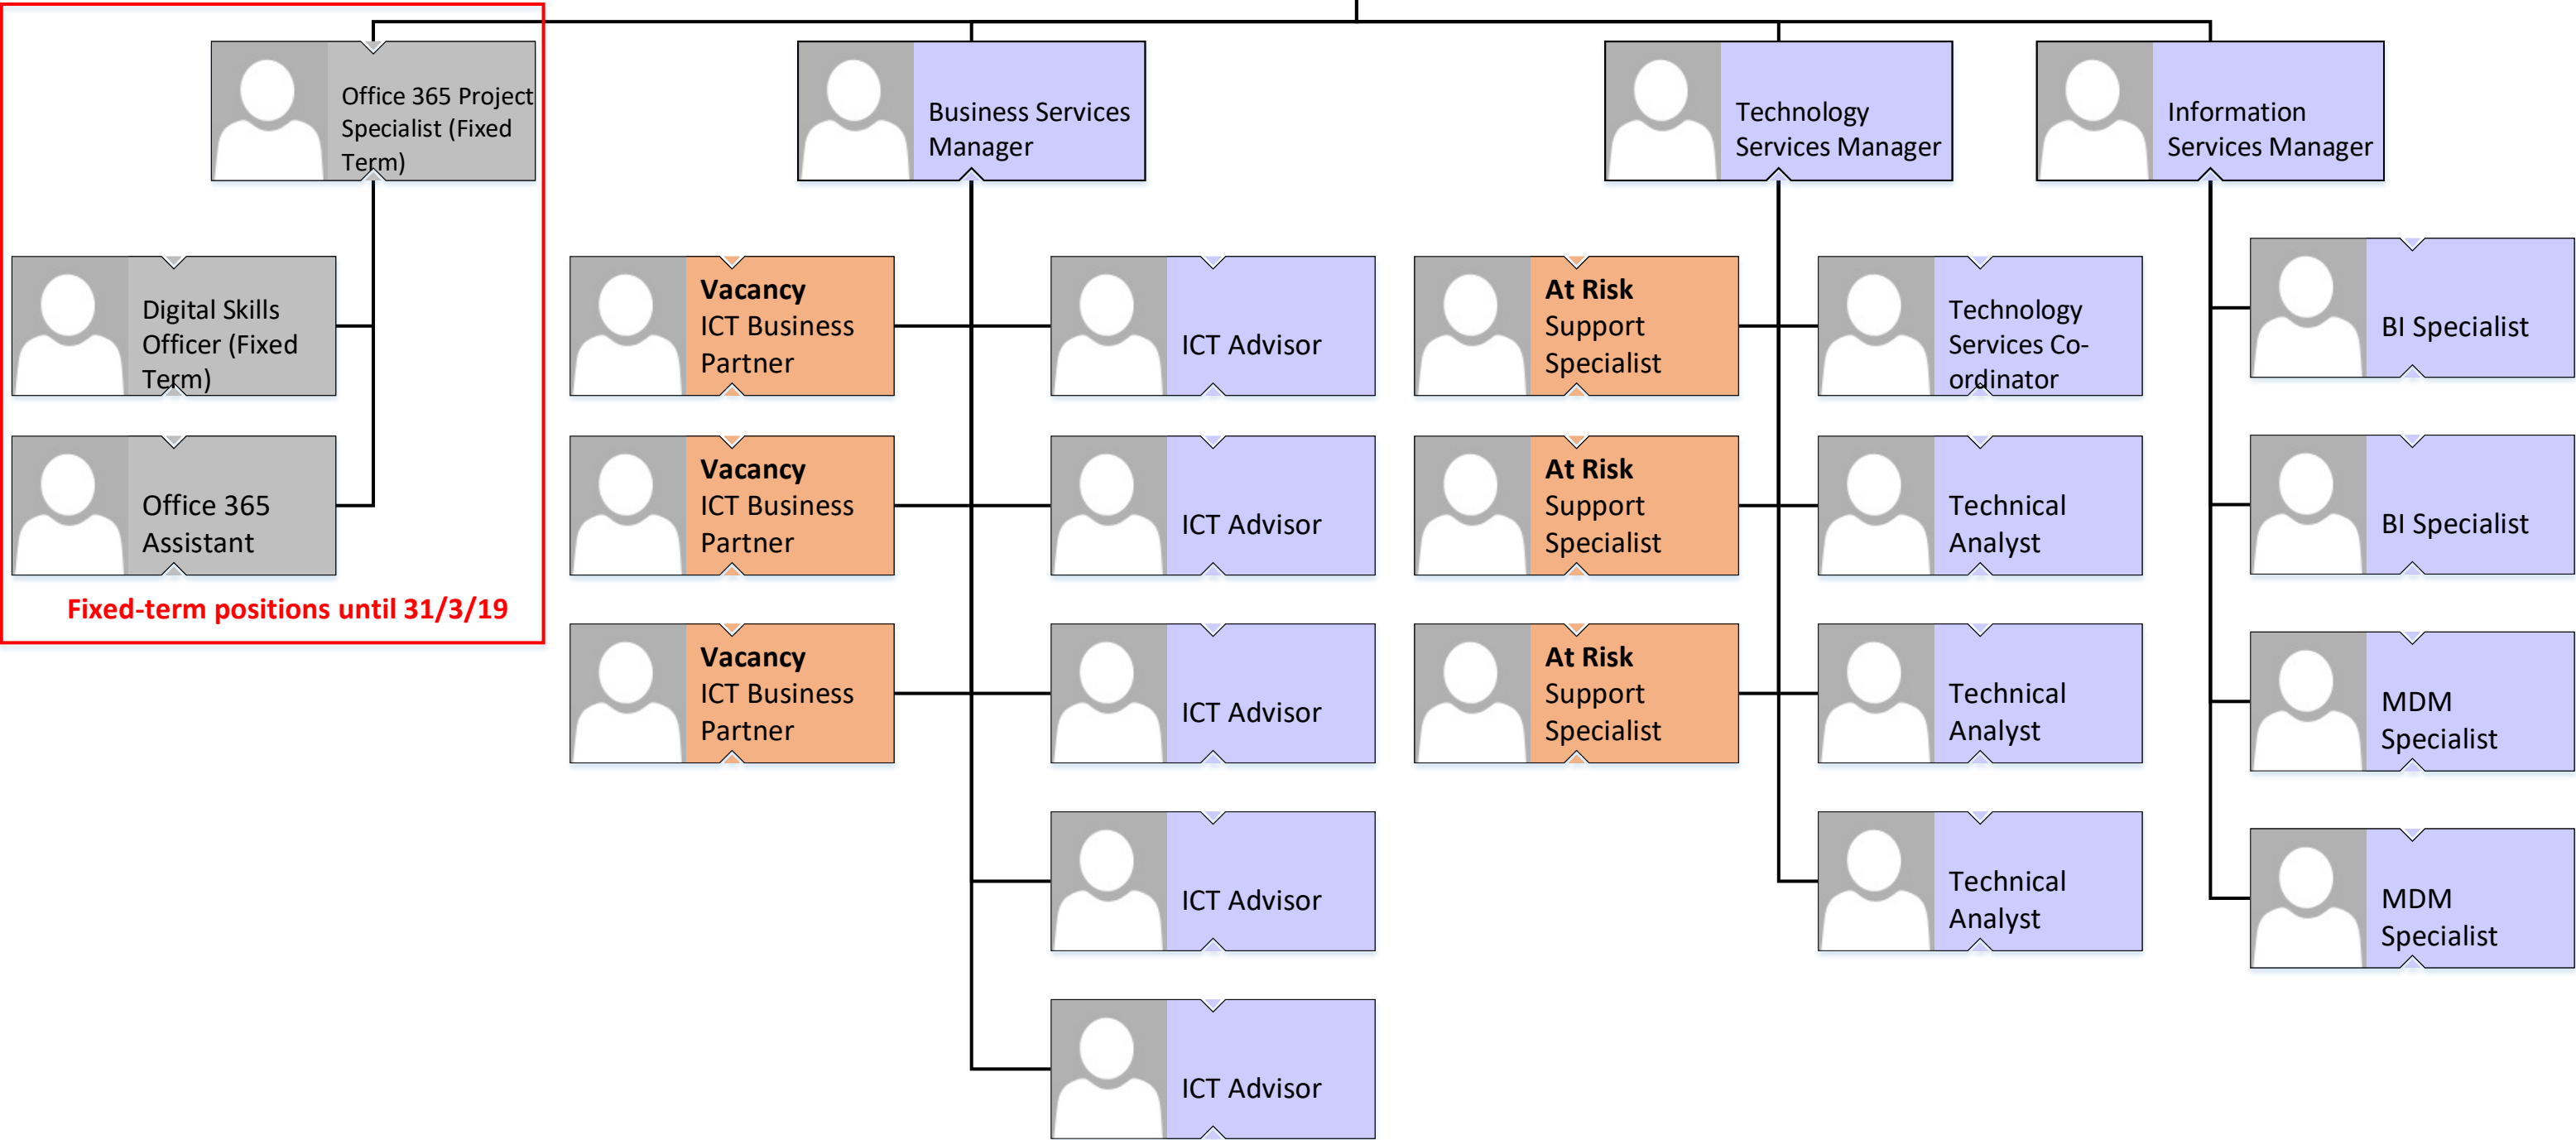 Office 365 Project
Specialist (Fixed
Term)
Business Services
Manager
Technology
Services Manager
Information
Services Manager
Digital Skills
Officer (Fixed
Term)
Office 365
Assistant
Fixed-term positions until 31/3/19
Vacancy
ICT Business
Partner
Vacancy
ICT Business
Partner
Vacancy
ICT Business
Partner
ICT Advisor
ICT Advisor
ICT Advisor
ICT Advisor
ICT Advisor
At Risk
Support
Specialist
At Risk
Support
Specialist
At Risk
Support
Specialist
Technology
Services Co-
ordinator
Technical
Analyst
Technical
Analyst
Technical
Analyst
BI Specialist
BI Specialist
MDM
Specialist
MDM
Specialist